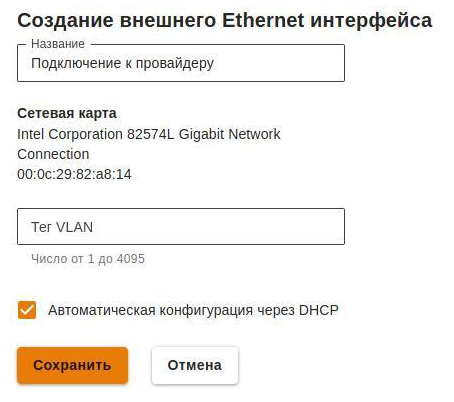 Создание внешнего Ethernet интерфейса
Название
Подключение к провайдеру
Сетевая карта
Intel Corporation 82574L Gigabit Network
Connection
00:0c:29:82:a8:14
Тег VLAN
Число от 1 до 4095
Автоматическая конфигурация через DHCP
Сохранить
Отмена